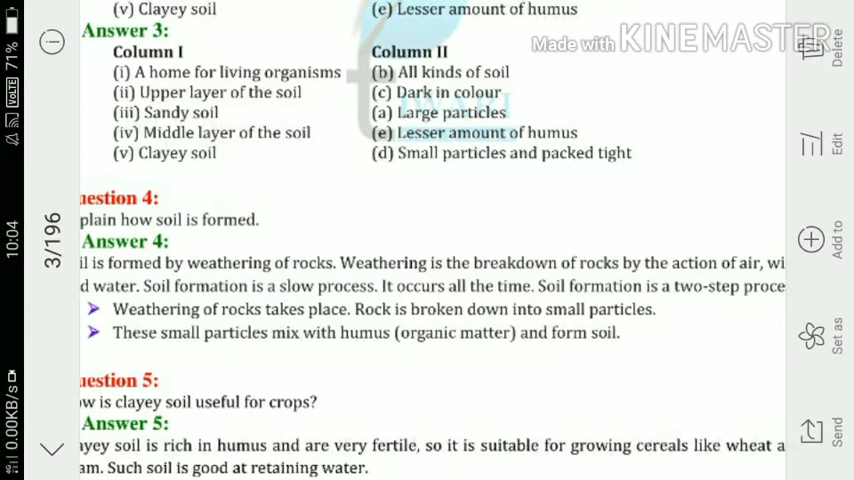 (v) Clayey soil (e) Lesser amount of humus
Made with KINEMASTER
Answer 3:
Column I Column II
(i) A home for living organisms (b) All kinds of soil
(ii) Upper layer of the soil (c) Dark in colour
(iii) Sandy soil (a) Large particles
(iv) Middle layer of the soil (e) Lesser amount of humus
(v) Clayey soil (d) Small particles and packed tight
uestion 4:
plain how soil is formed.
Answer 4:
il is formed by weathering of rocks. Weathering is the breakdown of rocks by the action of air, wi
d water. Soil formation is a slow process. It occurs all the time. Soil formation is a two-step proce
Weathering of rocks takes place. Rock is broken down into small particles.
These small particles mix with humus (organic matter) and form soil.
uestion 5:
ow is clayey soil useful for crops?
Answer 5:
ayey soil is rich in humus and are very fertile, so it is suitable for growing cereals like wheat a
am. Such soil is good at retaining water.
71%
VoLTE
10:04
0.00KB/s
4G
3/196
Delete
Edit
Add to
Set as
Send